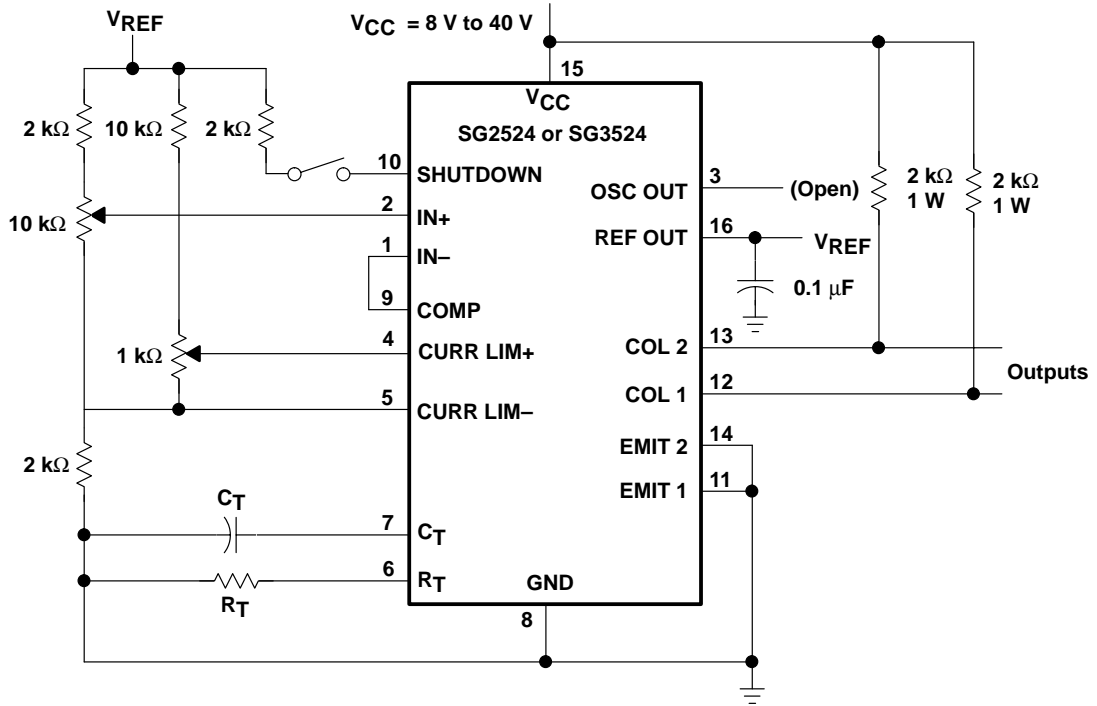 VREF
VCC = 8 V to 40 V
15
VCC
SG2524 or SG3524
2 kΩ
10 kΩ
2 kΩ
10
SHUTDOWN
3
OSC OUT
(Open)
2 kΩ
1 W
2 kΩ
1 W
10 kΩ
2
IN+
16
REF OUT
VREF
1
IN–
0.1 μF
9
COMP
4
1 kΩ
CURR LIM+
13
COL 2
Outputs
12
COL 1
5
CURR LIM–
14
EMIT 2
2 kΩ
11
EMIT 1
CT
7
CT
6
RT
RT
GND
8